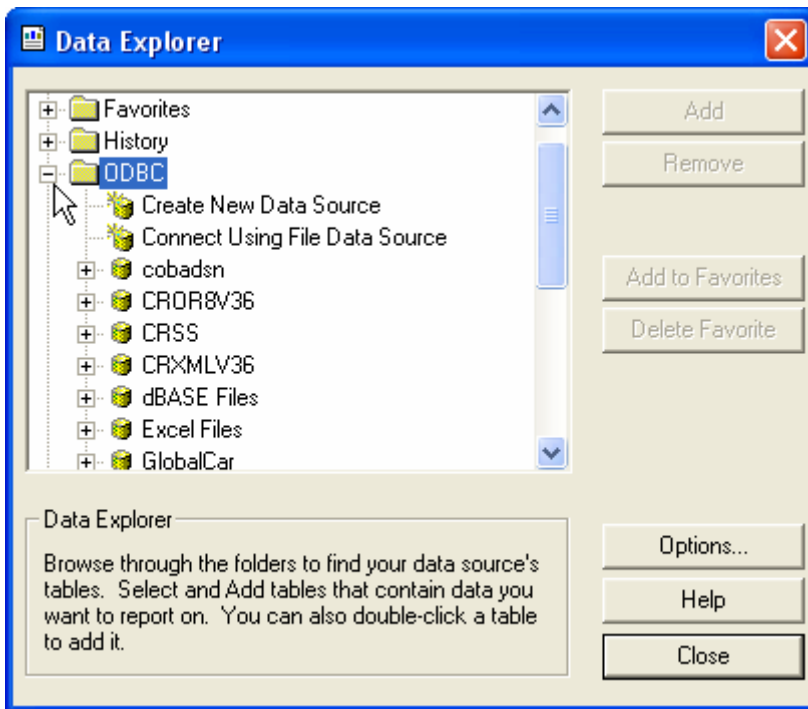 Data Explorer
Favorites
History
ODBC
Create New Data Source
Connect Using File Data Source
cobadsn
CROR8V36
CRSS
CRXMLV36
dBASE Files
Excel Files
GlobalCar
Add
Remove
Add to Favorites
Delete Favorite
Data Explorer
Browse through the folders to find your data source's
tables. Select and Add tables that contain data you
want to report on. You can also double-click a table
to add it.
Options...
Help
Close